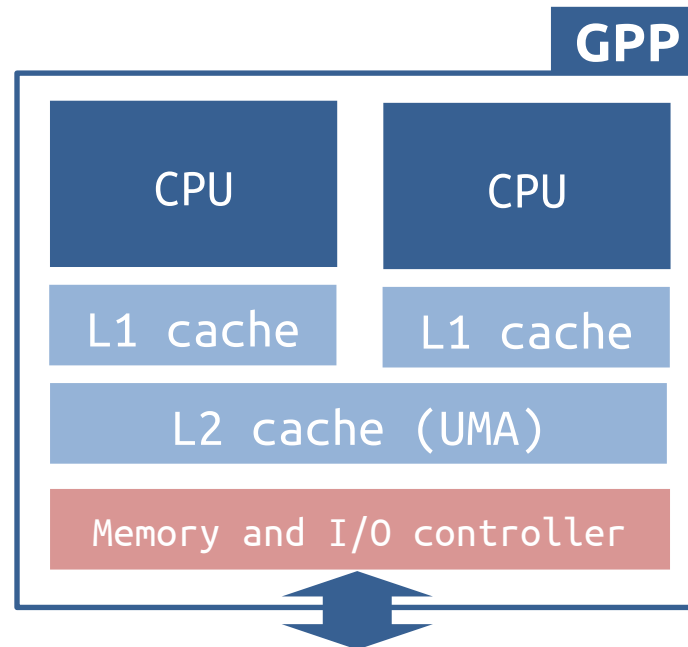 GPP
CPU
CPU
L1 cache
L1 cache
L2 cache (UMA)
Memory and I/O controller